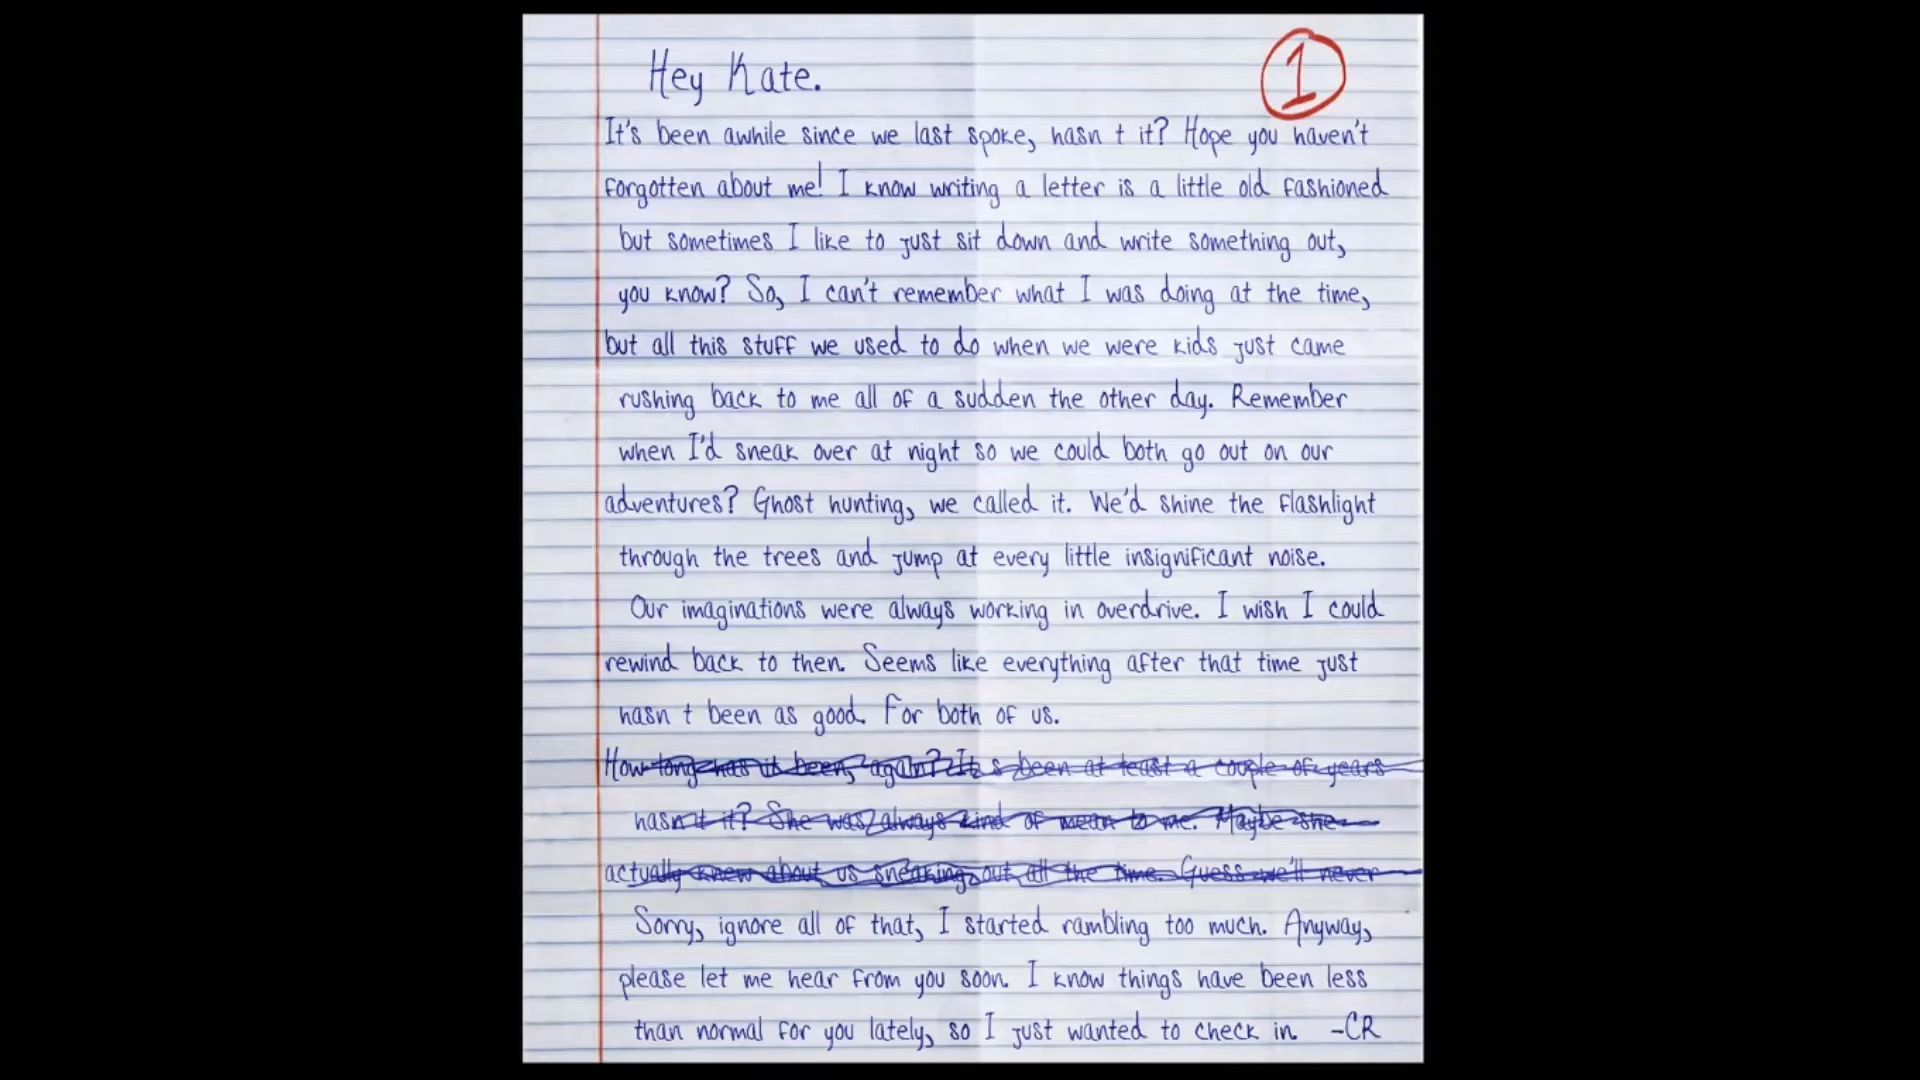 Hey Kate.
1
It's been awhile since we last spoke, hasn t it? Hope you haven't
forgotten about me! I know writing a letter is a little old fashioned
but sometimes I like to just sit down and write something out,
you know? So, I can't remember what I was doing at the time,
but all this stuff we used to do when we were kids just came
rushing back to me all of a sudden the other day. Remember
when I'd sneak over at night so we could both go out on our
adventures? Ghost hunting, we called it. We'd shine the flashlight
through the trees and jump at every little insignificant noise.
Our imaginations were always working in overdrive. I wish I could
rewind back to then. Seems like everything after that time just
hasn t been as good. For both of us.
How long has it been, again? It s been at least a couple of years
hasn t it? She was always kind of mean to me. Maybe she
actually knew about us sneaking out all the time. Guess we'll never
Sorry, ignore all of that, I started rambling too much. Anyway,
please let me hear from you soon. I know things have been less
than normal for you lately, so I just wanted to check in. -CR